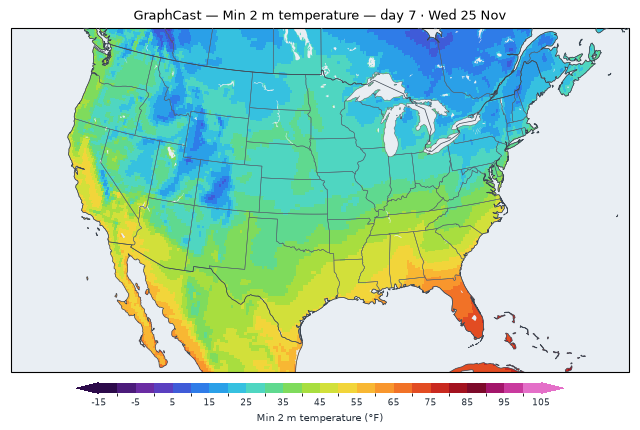 GraphCast — Min 2 m temperature — day 7 · Wed 25 Nov
-15 -5 5 15 25 35 45 55 65 75 85 95 105
Min 2 m temperature (°F)